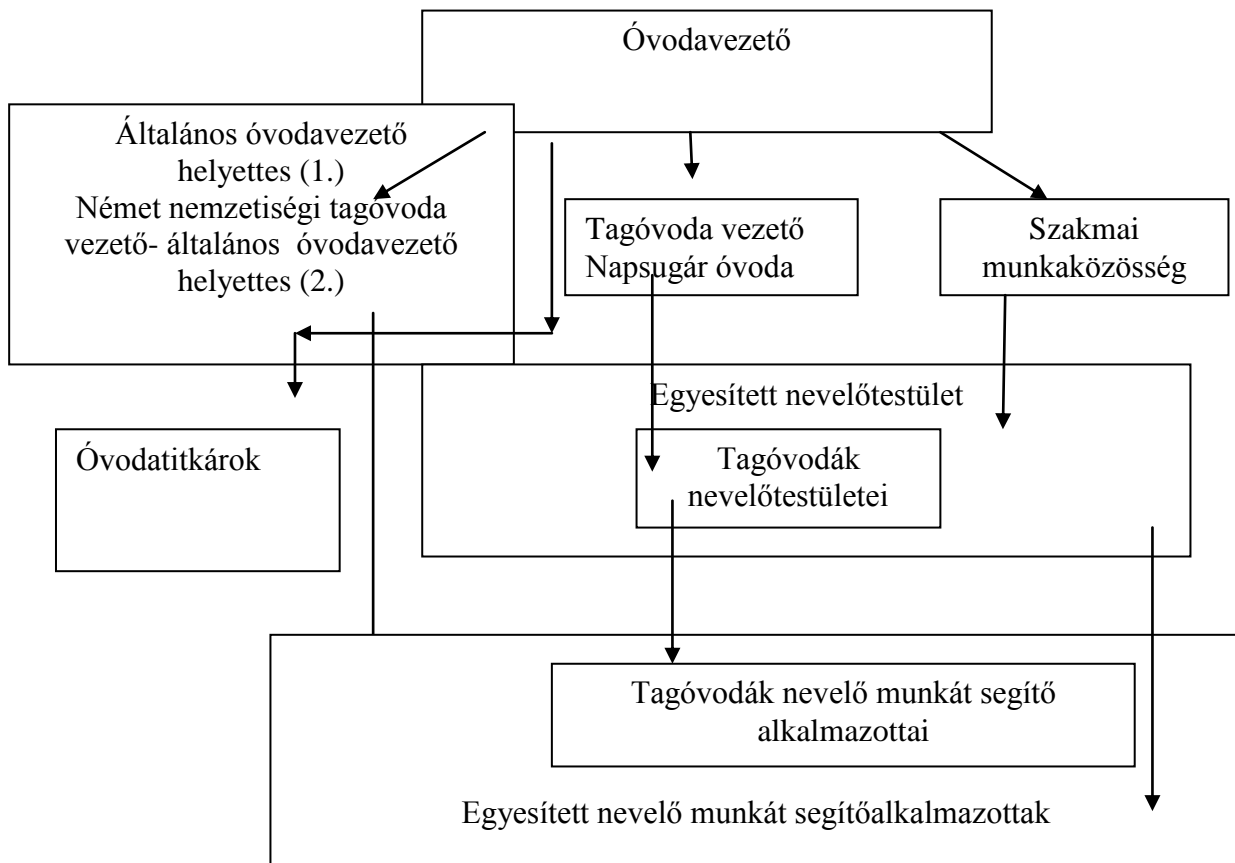 Óvodavezető
Általános óvodavezető
helyettes (1.)
Német nemzetiségi tagóvoda
vezető- általános óvodavezető
helyettes (2.)
Tagóvoda vezető
Napsugár óvoda
Szakmai
munkaközösség
Egyesített nevelőtestület
Óvodatitkárok
Tagóvodák
nevelőtestületei
Tagóvodák nevelő munkát segítő
alkalmazottai
Egyesített nevelő munkát segítőalkalmazottak